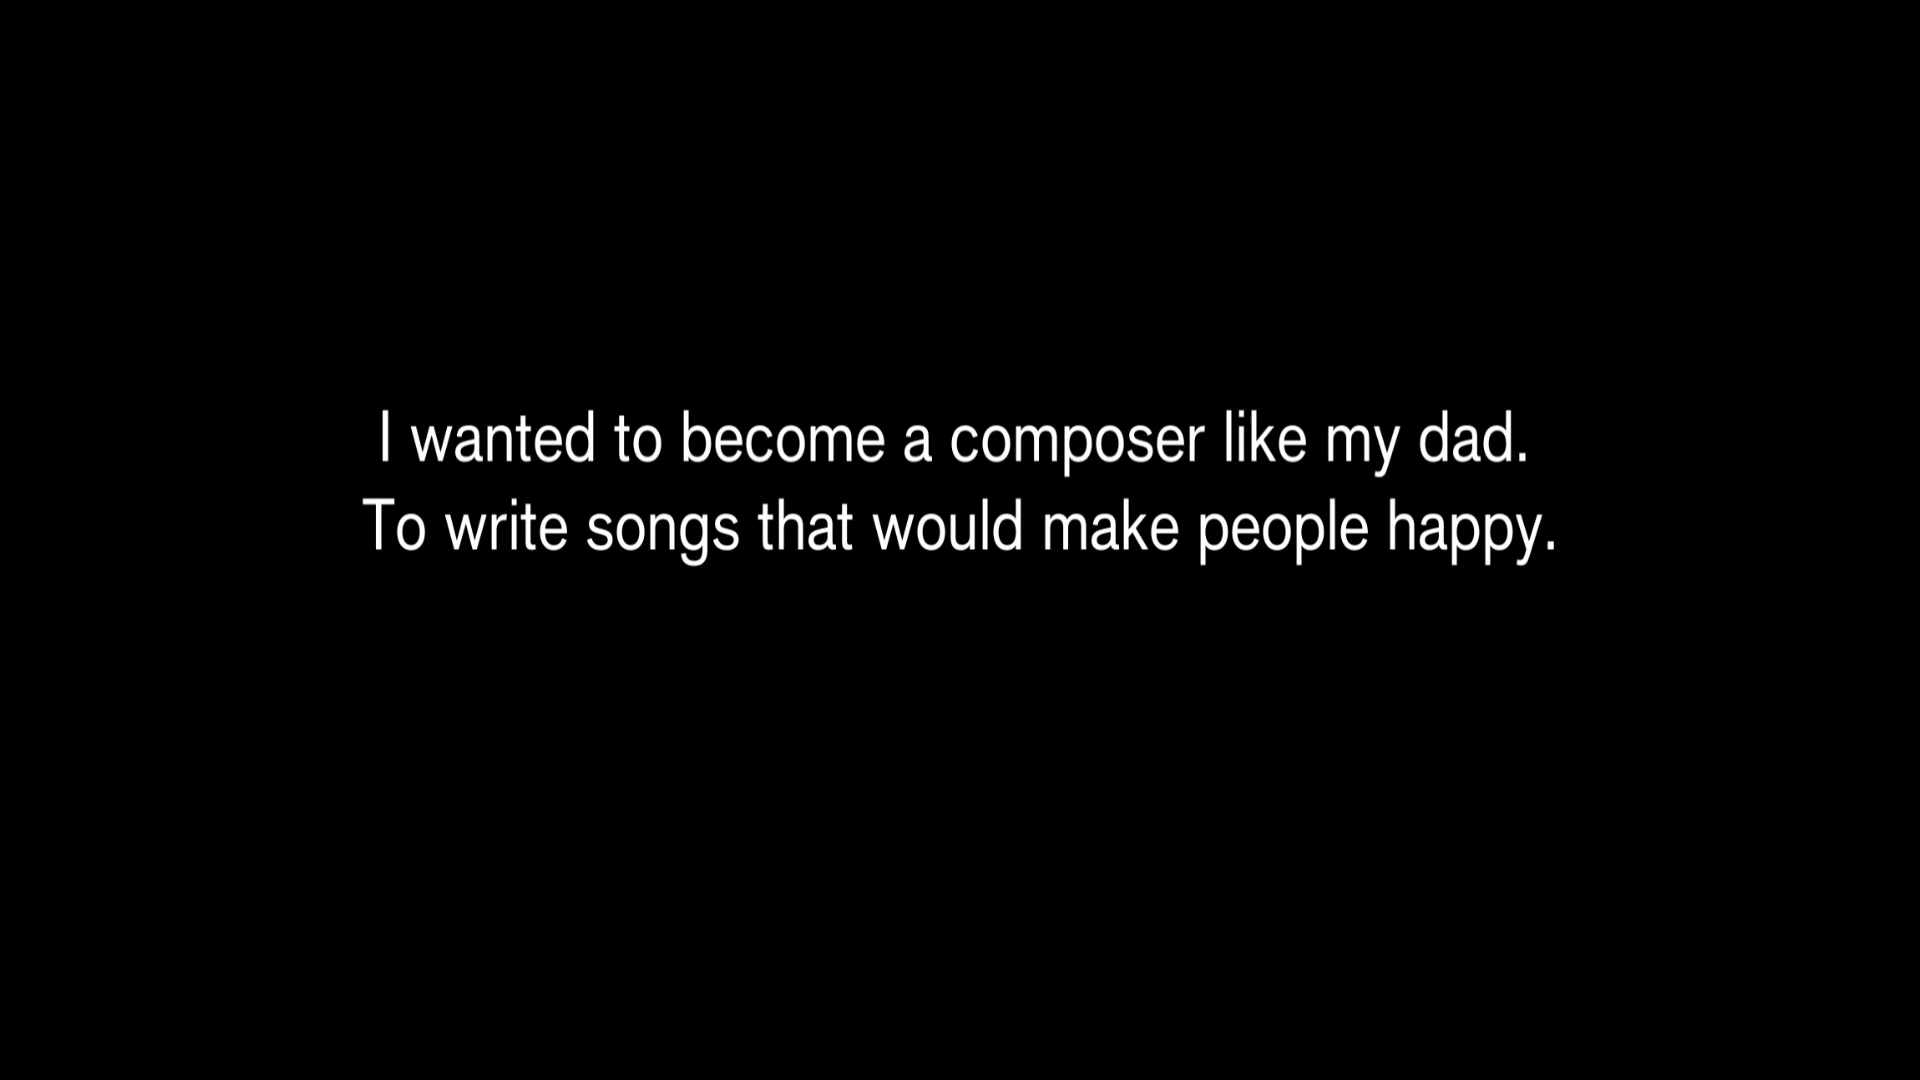 I wanted to become a composer like my dad.
To write songs that would make people happy.